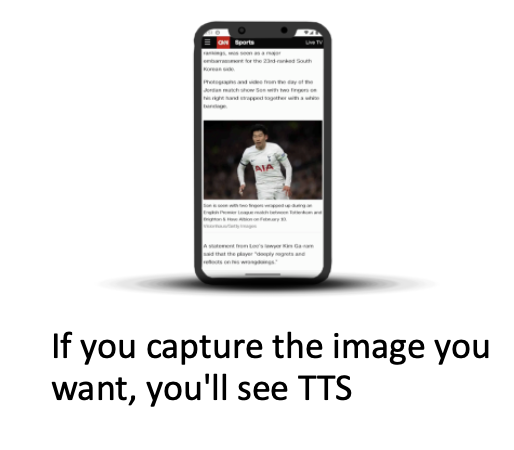 CNN Sports Live TV
rankings, was seen as a major
embarrassment for the 23rd-ranked South
Korean side.
Photographs and video from the day of the
Jordan match show Son with two fingers on
his right hand strapped together with a white
bandage.
AIA
Son is seen with two fingers wrapped up during an
English Premier League match between Tottenham and
Brighton & Hove Albion on February 10.
A statement from Lee's lawyer Kim Ga-ram
said that the player "deeply regrets and
reflects on his wrongdoings."
If you capture the image you
want, you'll see TTS